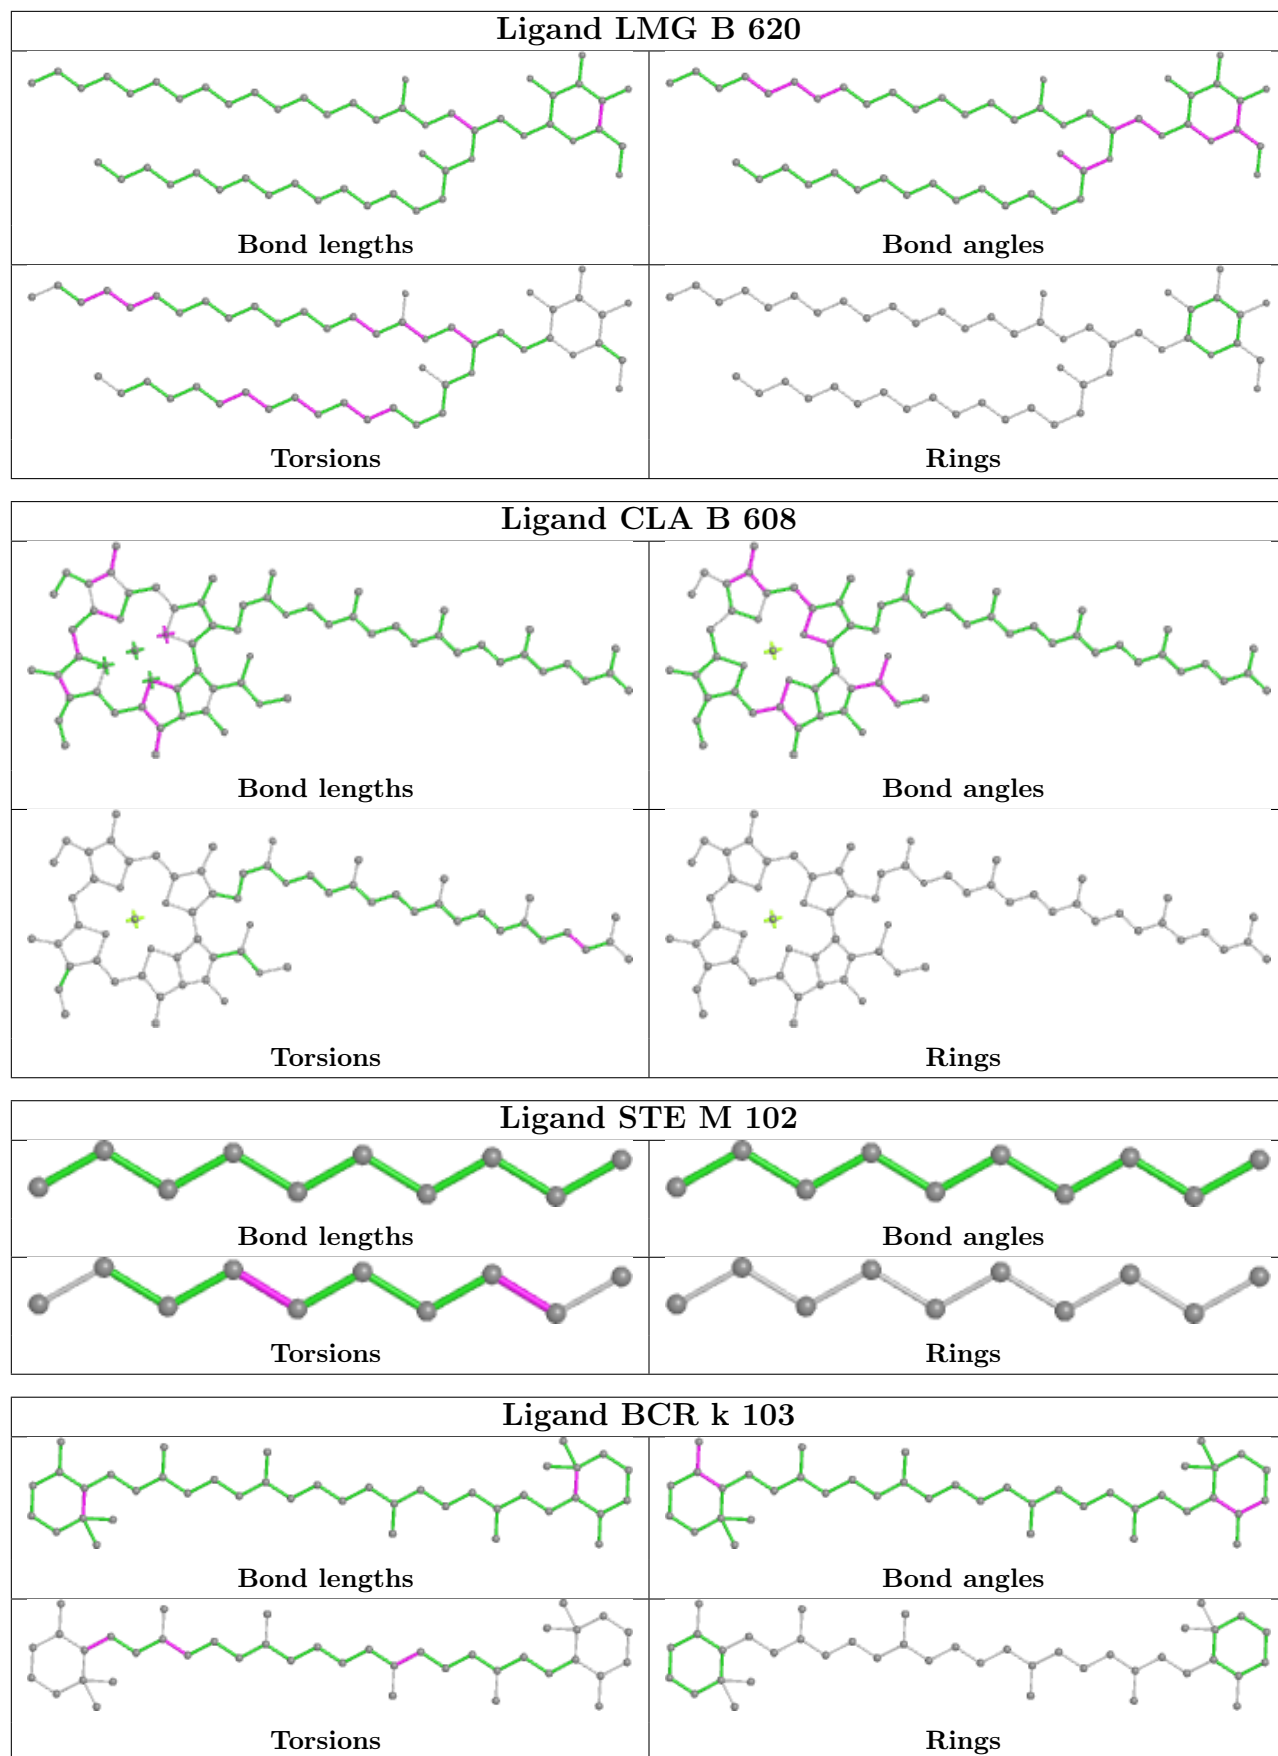 Ligand LMG B 620
Bond lengths
Bond angles
Torsions
Rings
Ligand CLA B 608
Bond lengths
Bond angles
Torsions
Rings
Ligand STE M 102
Bond lengths
Bond angles
Torsions
Rings
Ligand BCR k 103
Bond lengths
Bond angles
Torsions
Rings